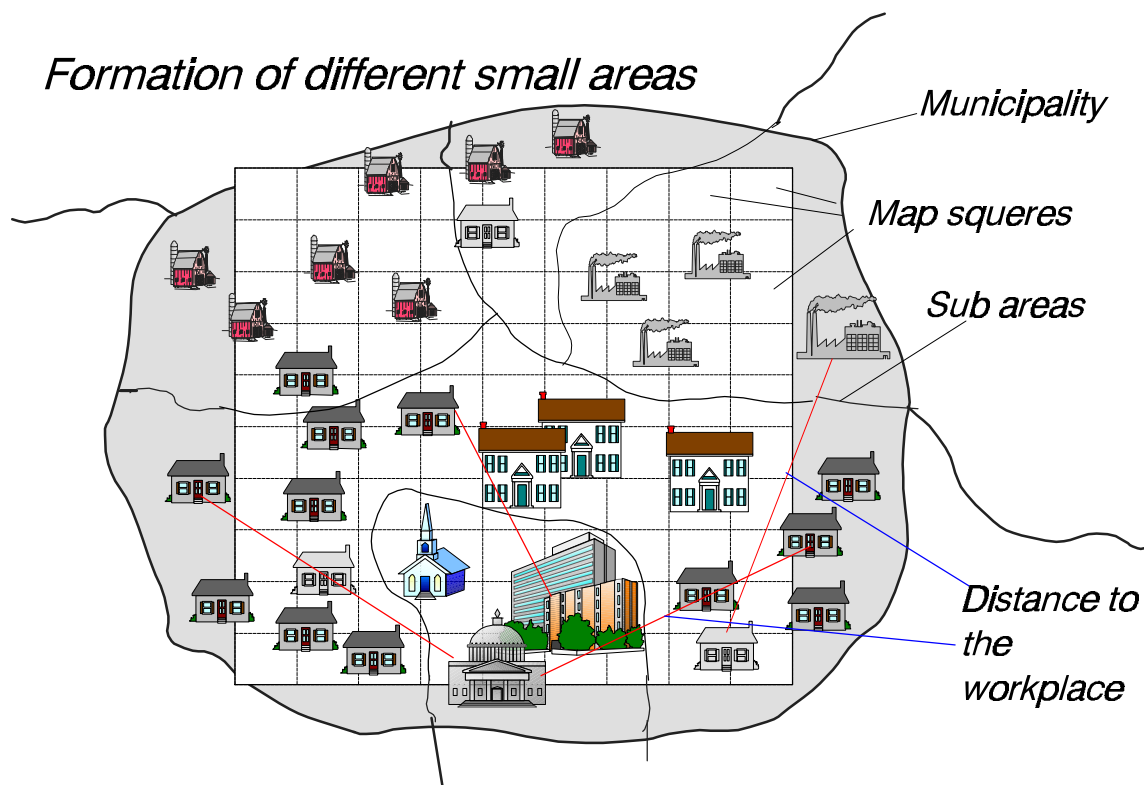 Formation of different small areas
Municipality
Map squeres
Sub areas
Distance to
the
workplace